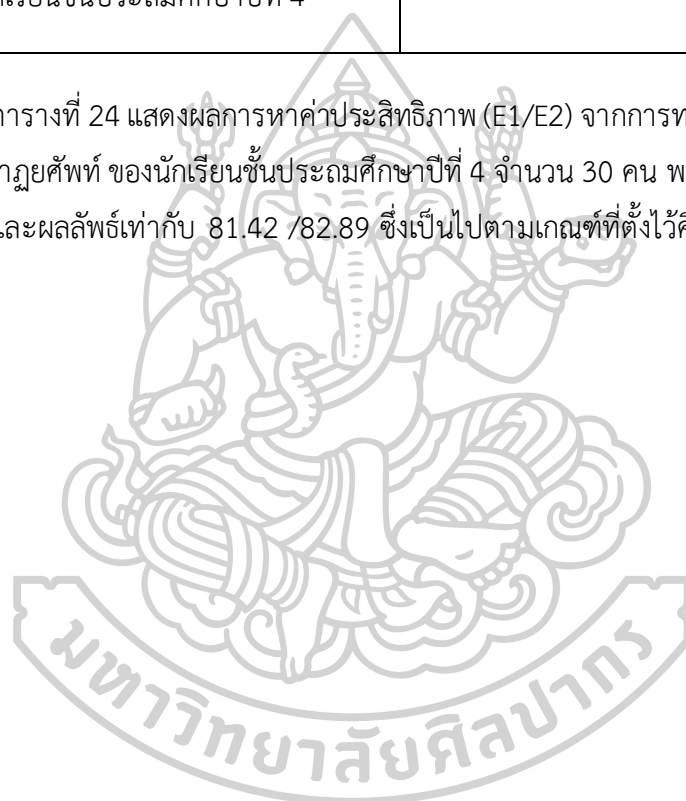 ชั้นประถมศึกษาปีที่ 4
ตารางที่ 24 แสดงผลการหาค่าประสิทธิภาพ (E1/E2) จากการ
ฏยศัพท์ ของนักเรียนชั้นประถมศึกษาปีที่ 4 จำนวน 30 คน
และผลลัพธ์เท่ากับ 81.42 /82.89 ซึ่งเป็นไปตามเกณฑ์ที่ตั้งไว้
มหาวิทยาลัยศิลปากร